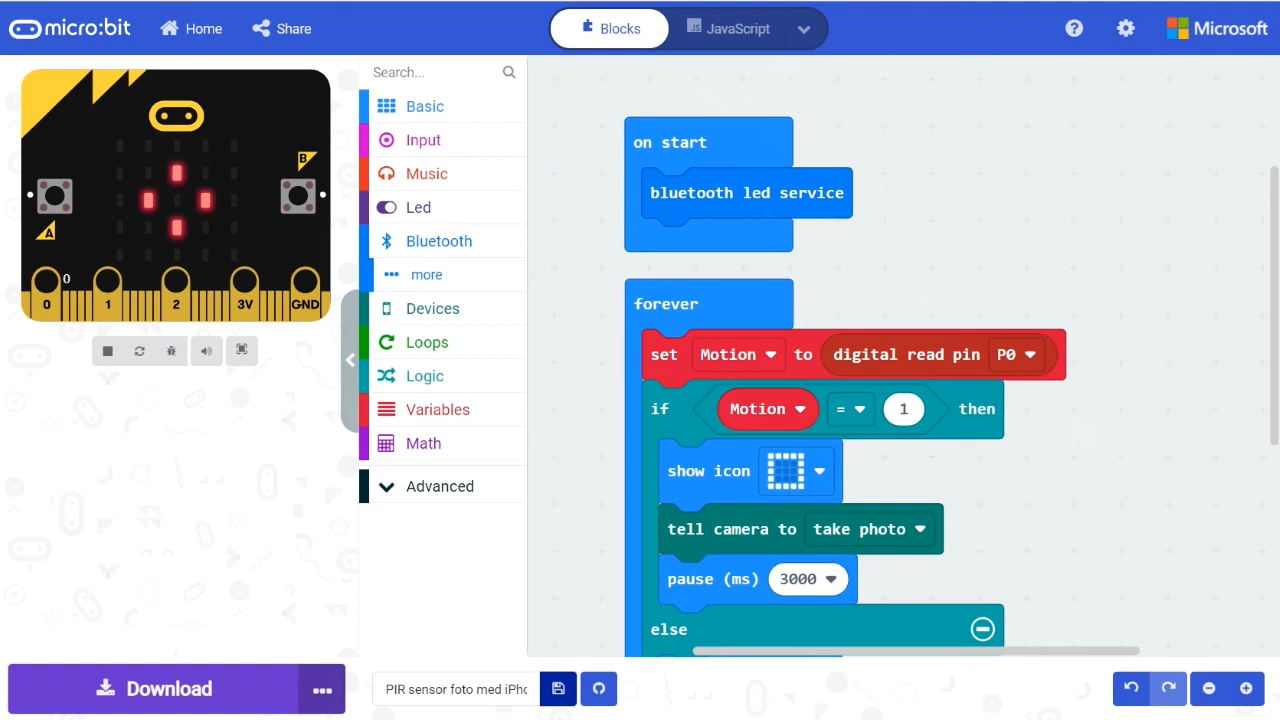 micro:bit
Home
Share
Blocks
JavaScript
Microsoft
B
A
0
0
1
2
3V
GND
Search...
Basic
Input
Music
Led
Bluetooth
more
Devices
Loops
Logic
Variables
Math
Advanced
on start
bluetooth led service
forever
set Motion to digital read pin P0
if Motion = 1 then
show icon
tell camera to take photo
pause (ms) 3000
else
Download
PIR sensor foto med iPho